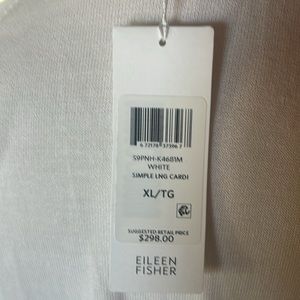 6 72178 37396 7
S9PNH-K4681M
WHITE
SIMPLE LNG CARDI
XL/TG
SUGGESTED RETAIL PRICE
$298.00
EILEEN
FISHER